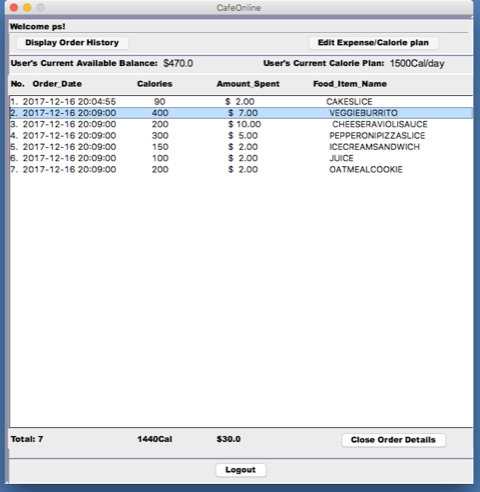 CafeOnline
Welcome ps!
Display Order History Edit Expense/Calorie plan
User's Current Available Balance: $470.0 User's Current Calorie Plan: 1500Cal/day
No. Order_Date Calories Amount_Spent Food_Item_Name
1. 2017-12-16 20:04:55 90 $ 2.00 CAKESLICE
2. 2017-12-16 20:09:00 400 $ 7.00 VEGGIEBURRITO
3. 2017-12-16 20:09:00 200 $ 10.00 CHEESERAVIOLISAUCE
4. 2017-12-16 20:09:00 300 $ 5.00 PEPPERONIPIZZASLICE
5. 2017-12-16 20:09:00 150 $ 2.00 ICECREAMSANDWICH
6. 2017-12-16 20:09:00 100 $ 2.00 JUICE
7. 2017-12-16 20:09:00 200 $ 2.00 OATMEALCOOKIE
Total: 7 1440Cal $30.0 Close Order Details
Logout